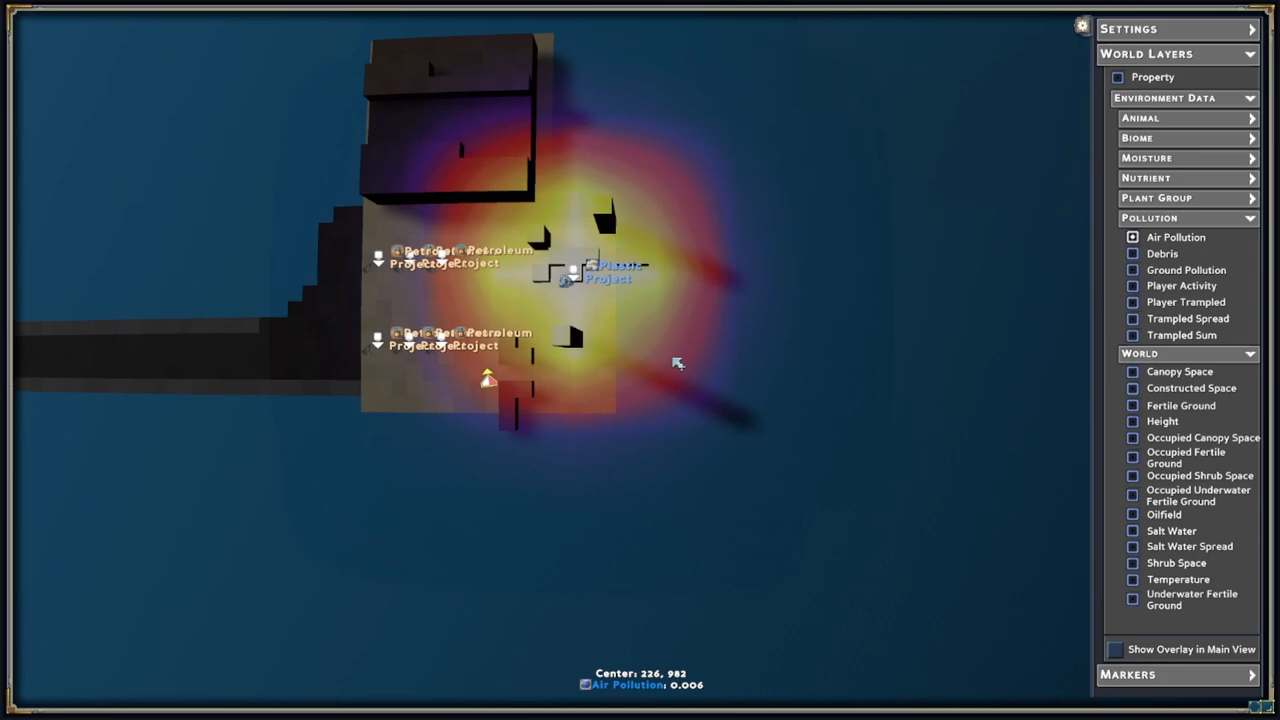 Settings
World Layers
Property
Environment Data
Animal
Biome
Moisture
Nutrient
Plant Group
Pollution
Air Pollution
Debris
Ground Pollution
Player Activity
Player Trampled
Trampled Spread
Trampled Sum
World
Canopy Space
Constructed Space
Fertile Ground
Height
Occupied Canopy Space
Occupied Fertile
Ground
Occupied Shrub Space
Occupied Underwater
Fertile Ground
Oilfield
Salt Water
Salt Water Spread
Shrub Space
Temperature
Underwater Fertile
Ground
Show Overlay in Main View
Markers
Petroleum
Project
Plastic
Project
Petroleum
Project
Center: 226, 982
Air Pollution: 0.006